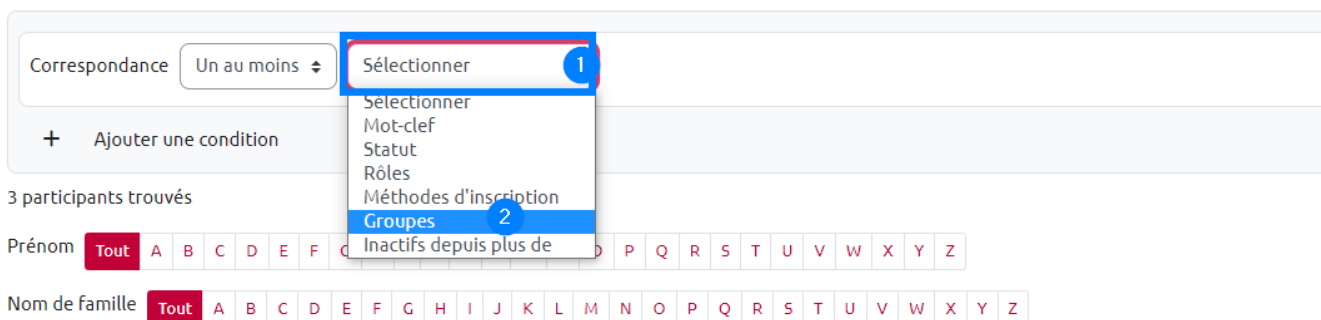 Correspondance Un au moins Sélectionner 1
Sélectionner
Mot-clef
+ Ajouter une condition
Statut
Rôles
3 participants trouvés
Méthodes d'inscription
Groupes 2
Inactifs depuis plus de
Prénom Tout A B C D E F P Q R S T U V W X Y Z
Nom de famille Tout A B C D E F G H I J K L M N O P Q R S T U V W X Y Z